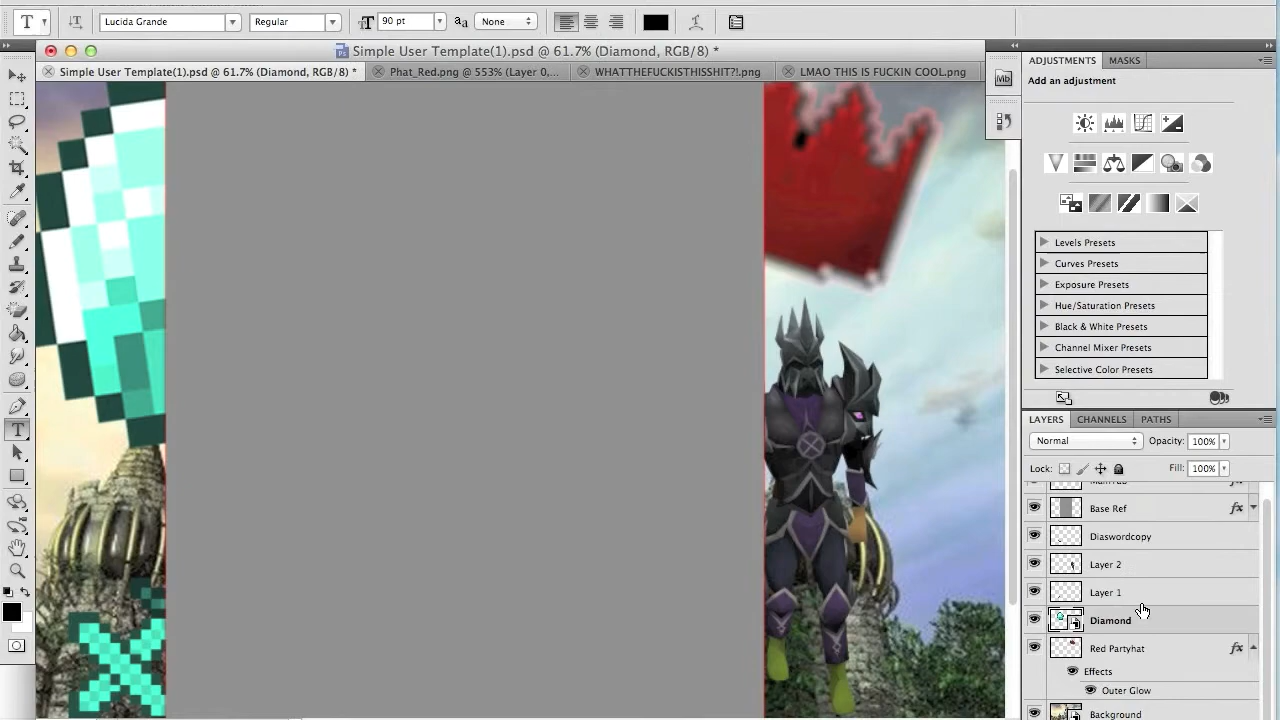 T Lucida Grande Regular T 90 pt aa None
Simple User Template(1).psd @ 61.7% (Diamond, RGB/8) *
Simple User Template(1).psd @ 61.7% (Diamond, RGB/8) * Phat_Red.png @ 553% (Layer 0,... WHATTHEFUCKISTHISSHIT?!.png LMAO THIS IS FUCKIN COOL.png
Mb
ADJUSTMENTS MASKS
Add an adjustment
Levels Presets
Curves Presets
Exposure Presets
Hue/Saturation Presets
Black & White Presets
Channel Mixer Presets
Selective Color Presets
LAYERS CHANNELS PATHS
Normal Opacity: 100%
Lock: Fill: 100%
Base Ref fx
Diaswordcopy
Layer 2
Layer 1
Diamond
Red Partyhat fx
Effects
Outer Glow
Background